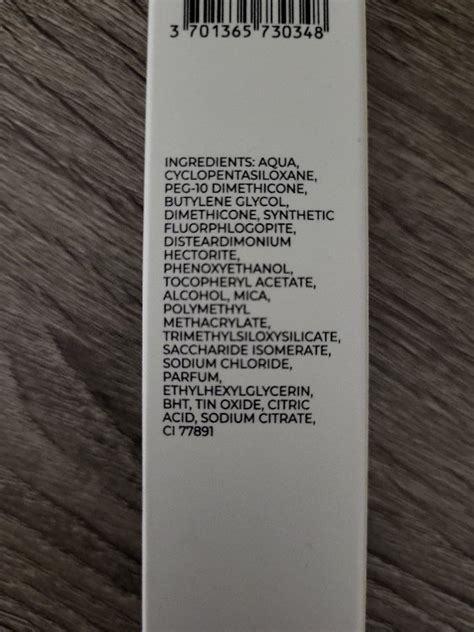 3 701365 730348
INGREDIENTS: AQUA,
CYCLOPENTASILOXANE,
PEG-10 DIMETHICONE,
BUTYLENE GLYCOL,
DIMETHICONE, SYNTHETIC
FLUORPHLOGOPITE,
DISTEARDIMONIUM
HECTORITE,
PHENOXYETHANOL,
TOCOPHERYL ACETATE,
ALCOHOL, MICA,
POLYMETHYL
METHACRYLATE,
TRIMETHYLSILOXYSILICATE,
SACCHARIDE ISOMERATE,
SODIUM CHLORIDE,
PARFUM,
ETHYLHEXYLGLYCERIN,
BHT, TIN OXIDE, CITRIC
ACID, SODIUM CITRATE,
CI 77891